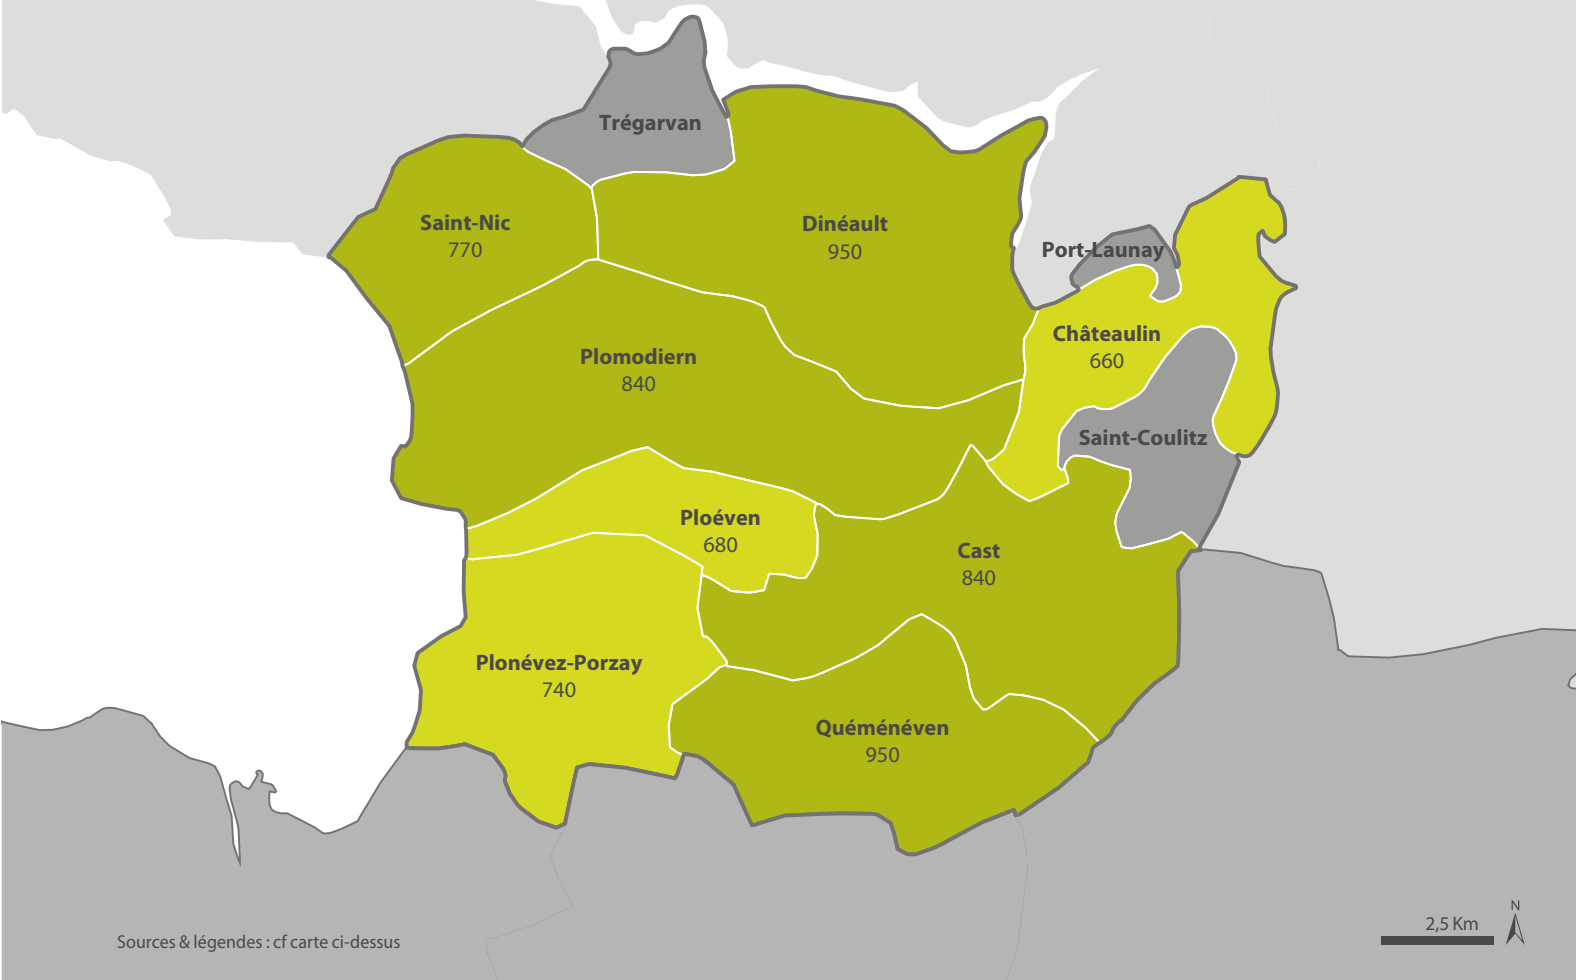 Trégarvan
Saint-Nic
770
Dinéault
950
Port-Launay
Châteaulin
660
Plomodiern
840
Saint-Coulitz
Ploéven
680
Cast
840
Plonévez-Porzay
740
Quéménéven
950
N
2,5 Km
Sources & légendes : cf carte ci-dessus